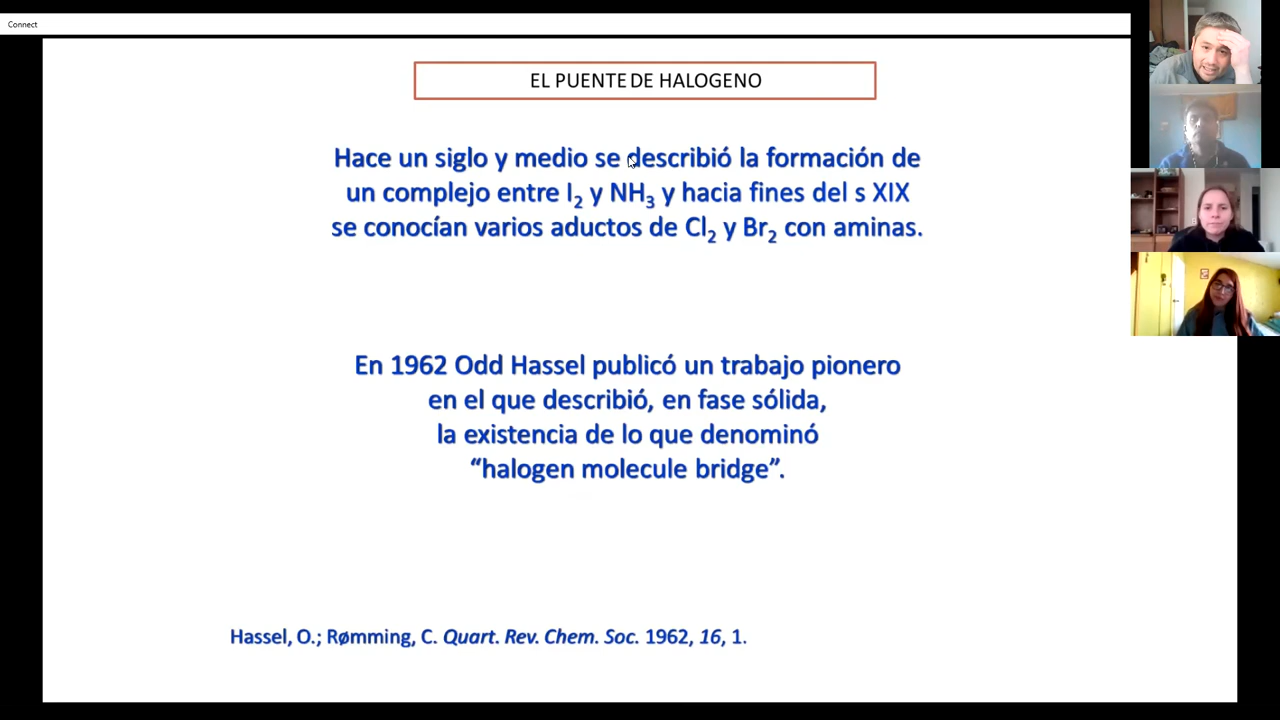 Connect
EL PUENTE DE HALOGENO
Hace un siglo y medio se describió la formación de
un complejo entre I₂ y NH₃ y hacia fines del s XIX
se conocían varios aductos de Cl₂ y Br₂ con aminas.
En 1962 Odd Hassel publicó un trabajo pionero
en el que describió, en fase sólida,
la existencia de lo que denominó
“halogen molecule bridge”.
Hassel, O.; Rømming, C. Quart. Rev. Chem. Soc. 1962, 16, 1.